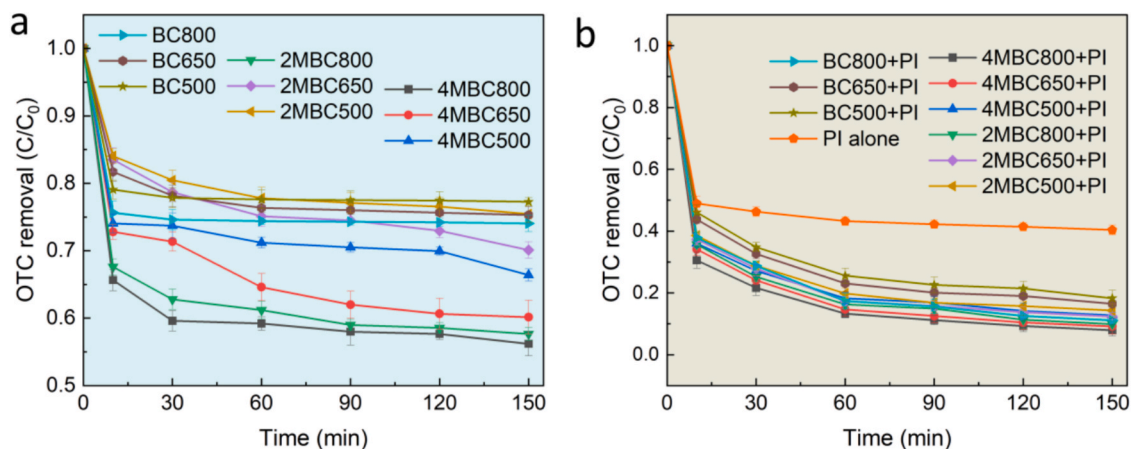 a
OTC removal (C/C₀)
1.0
0.9
0.8
0.7
0.6
0.5
BC800
BC650
BC500
2MBC800
2MBC650
2MBC500
4MBC800
4MBC650
4MBC500
0 30 60 90 120 150
Time (min)
b
OTC removal (C/C₀)
1.0
0.8
0.6
0.4
0.2
0.0
BC800+PI
BC650+PI
BC500+PI
PI alone
4MBC800+PI
4MBC650+PI
4MBC500+PI
2MBC800+PI
2MBC650+PI
2MBC500+PI
0 30 60 90 120 150
Time (min)